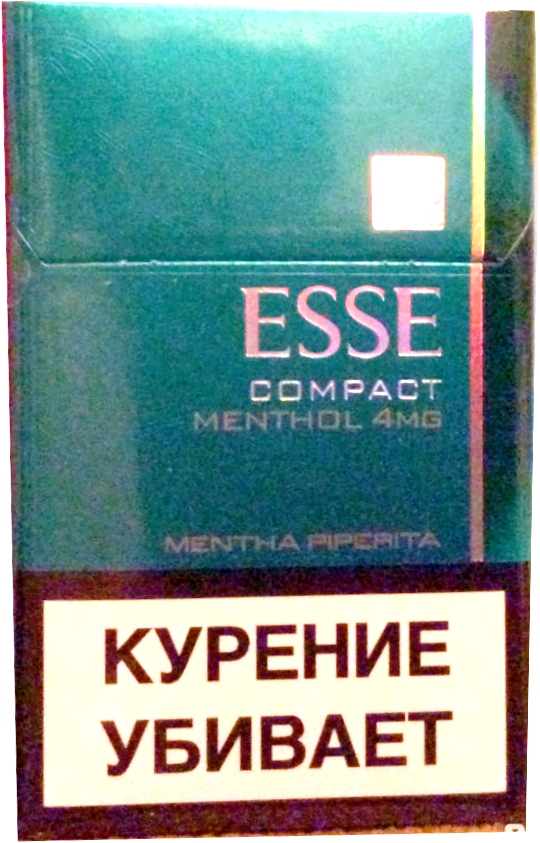 ESSE
COMPACT
MENTHOL 4MG
MENTHA PIPERITA
КУРЕНИЕ
УБИВАЕТ